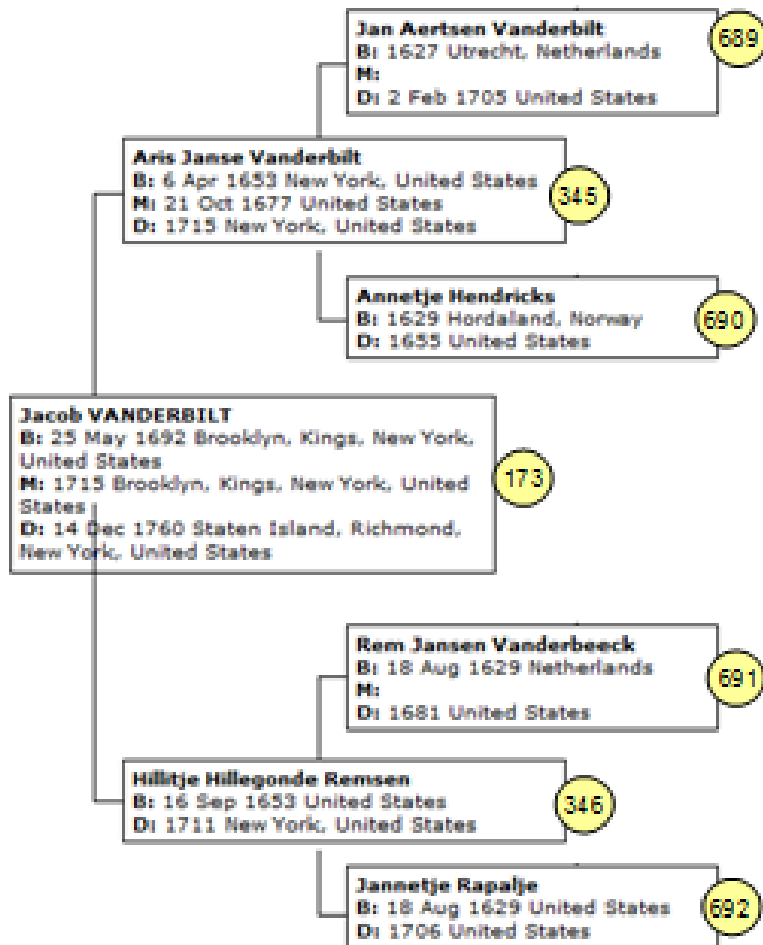 Jan Aertsen Vanderbilt
B: 1627 Utrecht, Netherlands
M:
D: 2 Feb 1705 United States
689
Aris Janse Vanderbilt
B: 6 Apr 1653 New York, United States
M: 21 Oct 1677 United States
D: 1715 New York, United States
345
Annetje Hendricks
B: 1629 Hordaland, Norway
D: 1655 United States
690
Jacob VANDERBILT
B: 25 May 1692 Brooklyn, Kings, New York,
United States
M: 1715 Brooklyn, Kings, New York, United
States
D: 14 Dec 1760 Staten Island, Richmond,
New York, United States
173
Rem Jansen Vanderbeeck
B: 18 Aug 1629 Netherlands
M:
D: 1681 United States
691
Hillitje Hillegonde Remsen
B: 16 Sep 1653 United States
D: 1711 New York, United States
346
Jannetje Rapalje
B: 18 Aug 1629 United States
D: 1706 United States
692